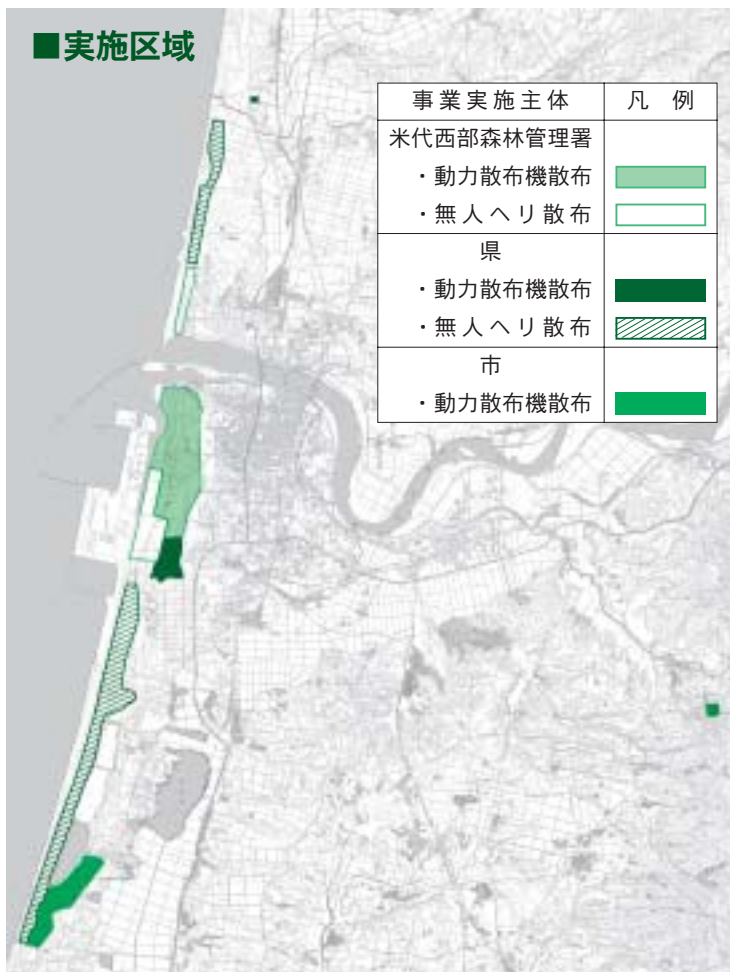 ■実施区域
事業実施主体 凡例
米代西部森林管理署
・動力散布機散布
・無人ヘリ散布
県
・動力散布機散布
・無人ヘリ散布
市
・動力散布機散布